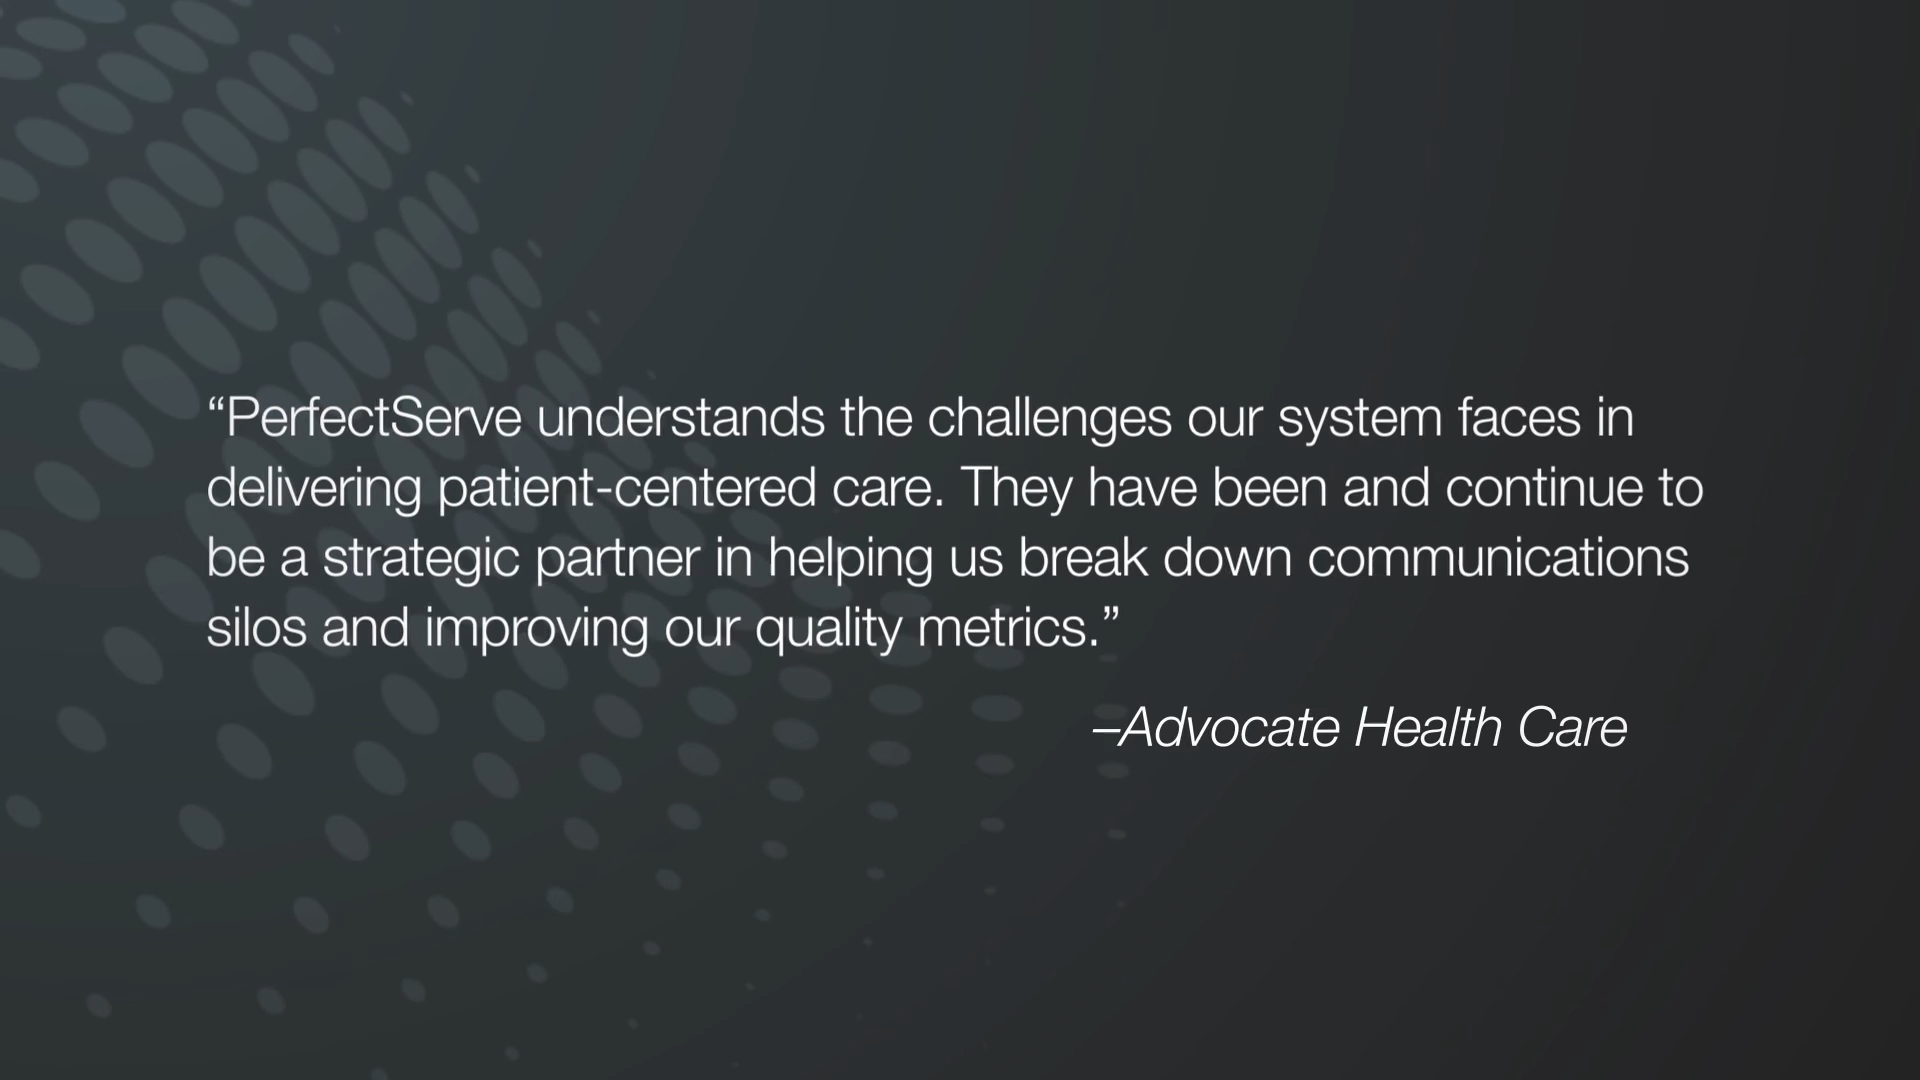 “PerfectServe understands the challenges our system faces in
delivering patient-centered care. They have been and continue to
be a strategic partner in helping us break down communications
silos and improving our quality metrics.”
–Advocate Health Care